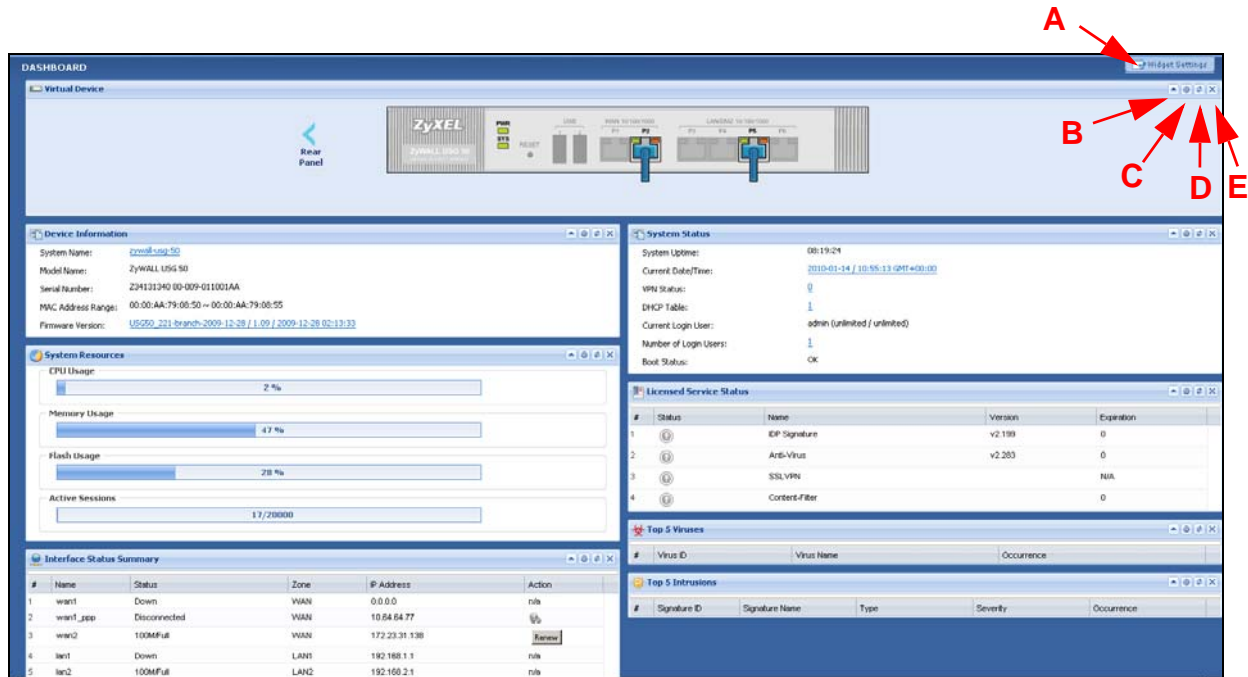 A
DASHBOARD
Widget Settings
Virtual Device
B
C
D
E
Rear
Panel
ZyXEL
ZyWALL USG 50
PWR
SYS
RESET
USB
1 2
P1 P2
P3 P4 P5 P6
Device Information
System Name: zywall-usg-50
Model Name: ZyWALL USG 50
Serial Number: Z34131340 00-009-011001AA
MAC Address Range: 00:00:AA:79:08:50 ~ 00:00:AA:79:08:55
Firmware Version: USG50_221-branch-2009-12-28 / 1.09 / 2009-12-28 02:13:33
System Status
System Uptime: 08:19:24
Current Date/Time: 2010-01-14 / 10:55:13 GMT+00:00
VPN Status: 0
DHCP Table: 1
Current Login User: admin (unlimited / unlimited)
Number of Login Users: 1
Boot Status: OK
System Resources
CPU Usage
2 %
Memory Usage
47 %
Flash Usage
28 %
Active Sessions
17/20000
Licensed Service Status
# Status Name Version Expiration
1 IDP Signature v2.199 0
2 Anti-Virus v2.283 0
3 SSLVPN N/A
4 Content-Filter 0
Top 5 Viruses
# Virus ID Virus Name Occurrence
Top 5 Intrusions
# Signature ID Signature Name Type Severity Occurrence
Interface Status Summary
# Name Status Zone IP Address Action
1 wan1 Down WAN 0.0.0.0 n/a
2 wan1_ppp Disconnected WAN 10.64.64.77
3 wan2 100M/Full WAN 172.23.31.138 Renew
4 lan1 Down LAN1 192.168.1.1 n/a
5 lan2 100M/Full LAN2 192.168.2.1 n/a